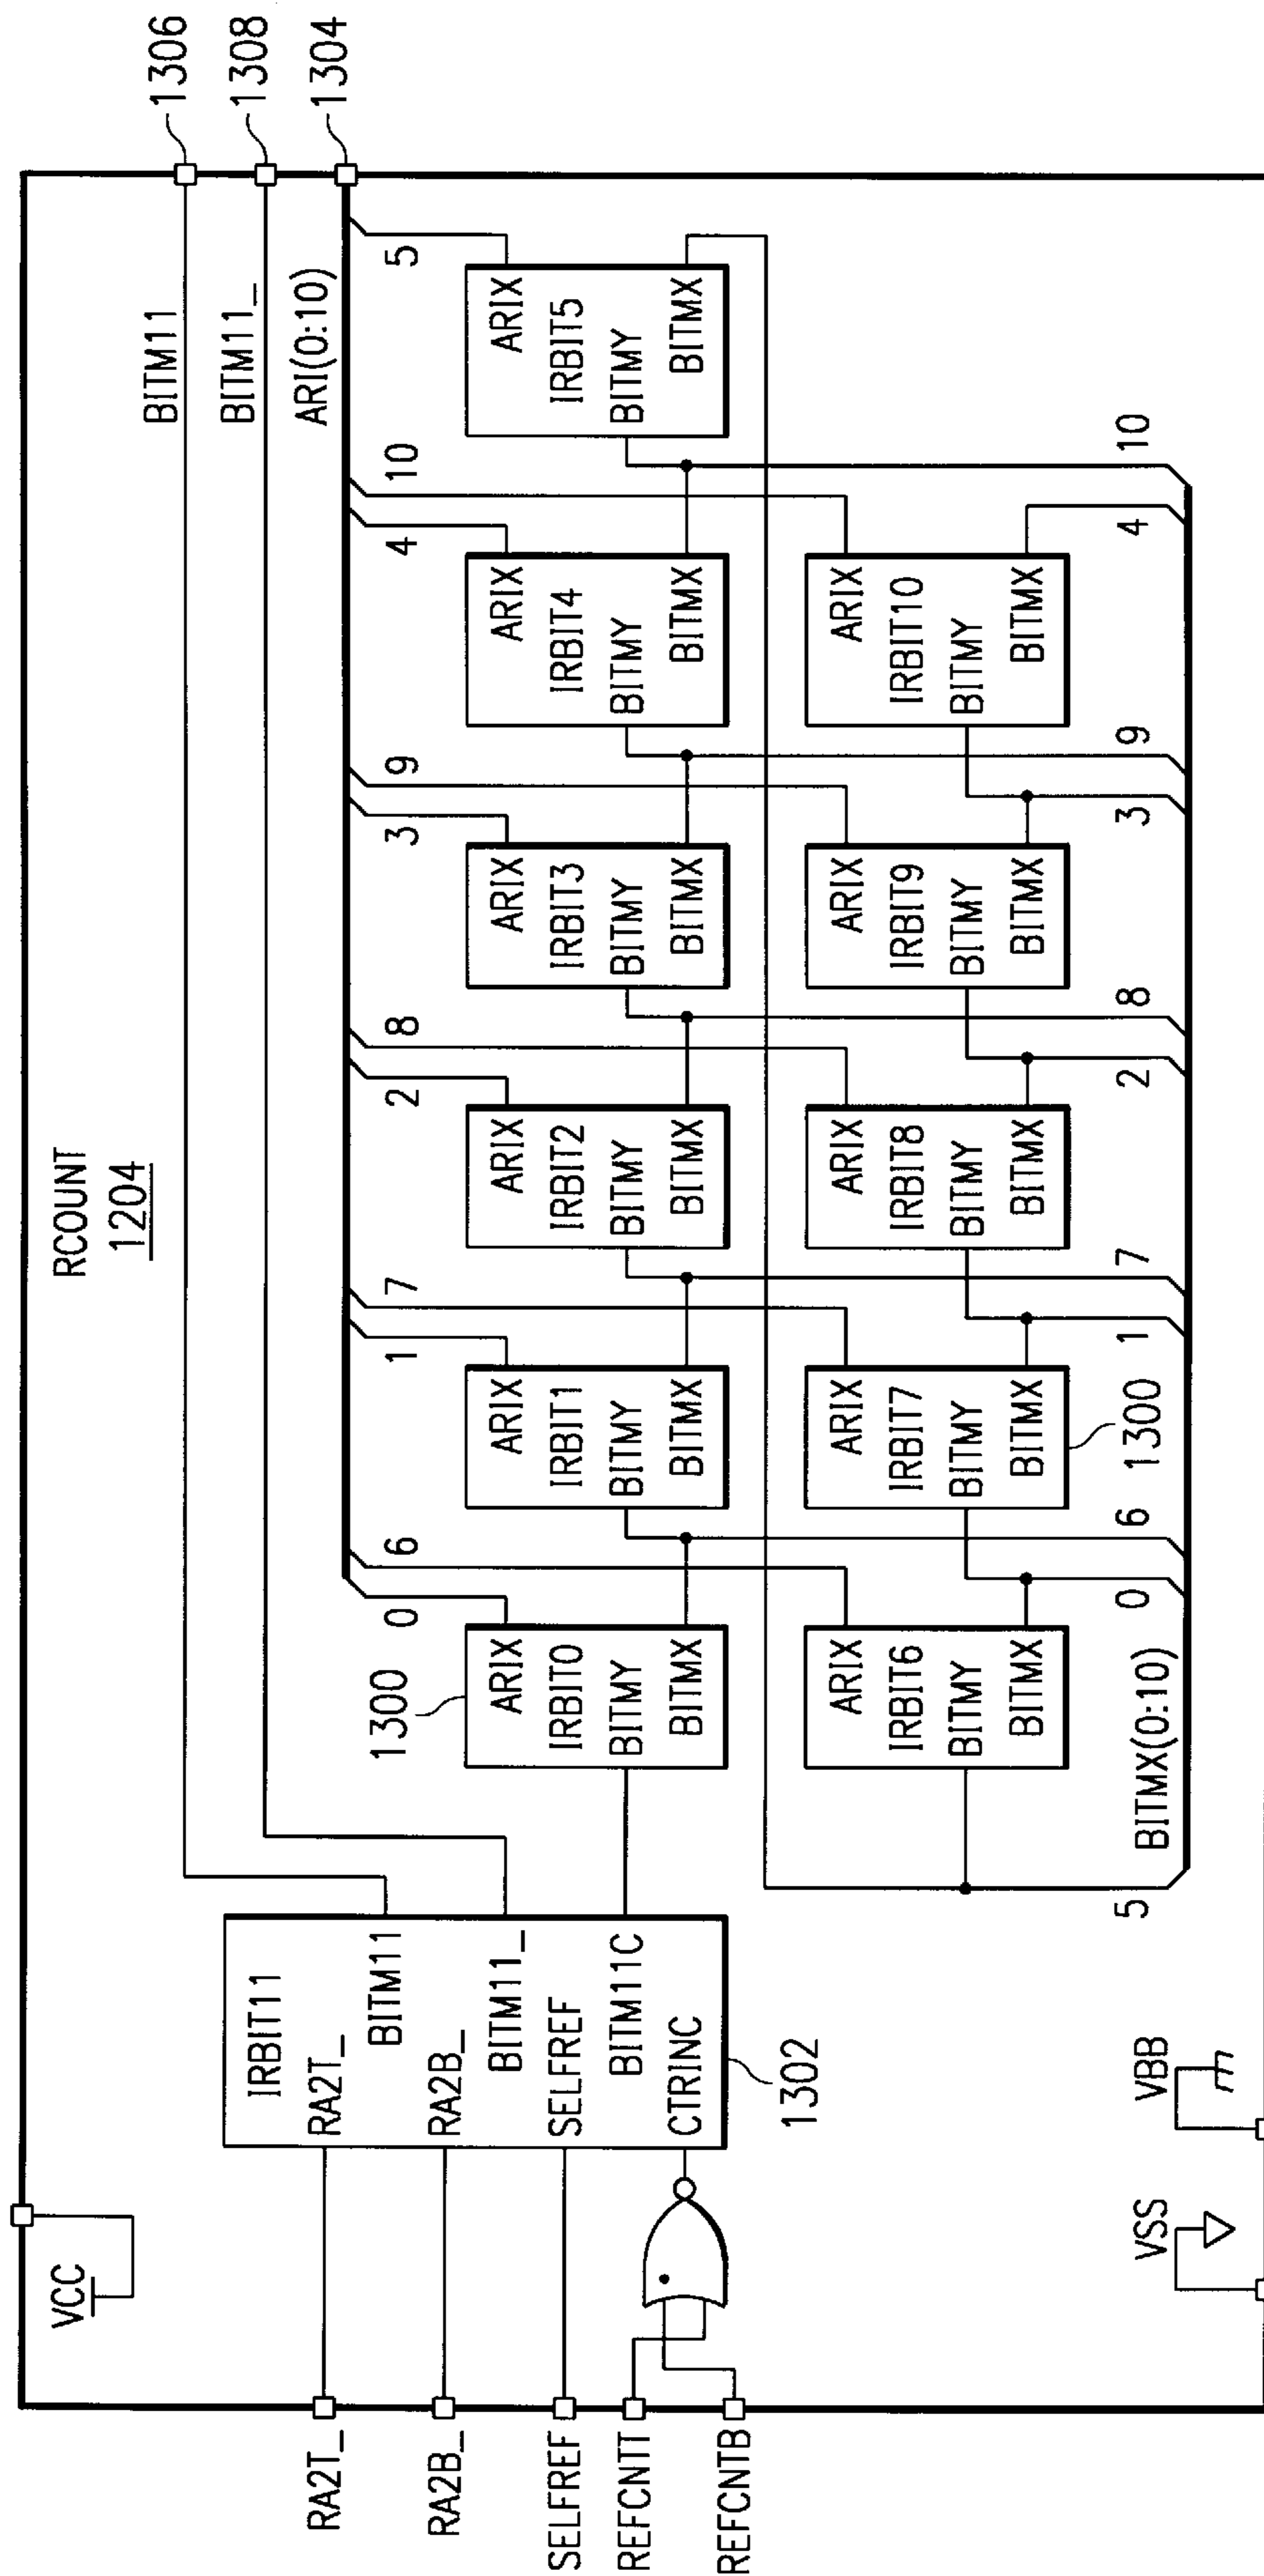 RCOUNT
1204
VCC
BITM11
1306
BITM11_
1308
ARI(0:10)
1304
RA2T_
RA2B_
SELFREF
REFCNTT
REFCNTB
IRBIT11
RA2T_
BITM11
RA2B_
BITM11_
SELFREF
BITM11C
CTRINC
1302
1300
0
6
1
7
2
8
3
9
4
10
5
ARIX
IRBIT0
BITMY
BITMX
ARIX
IRBIT1
BITMY
BITMX
ARIX
IRBIT2
BITMY
BITMX
ARIX
IRBIT3
BITMY
BITMX
ARIX
IRBIT4
BITMY
BITMX
ARIX
IRBIT5
BITMY
BITMX
ARIX
IRBIT6
BITMY
BITMX
ARIX
IRBIT7
BITMY
BITMX
ARIX
IRBIT8
BITMY
BITMX
ARIX
IRBIT9
BITMY
BITMX
ARIX
IRBIT10
BITMY
BITMX
1300
5
BITMX(0:10)
0
6
1
7
2
8
3
9
4
10
VSS
VBB